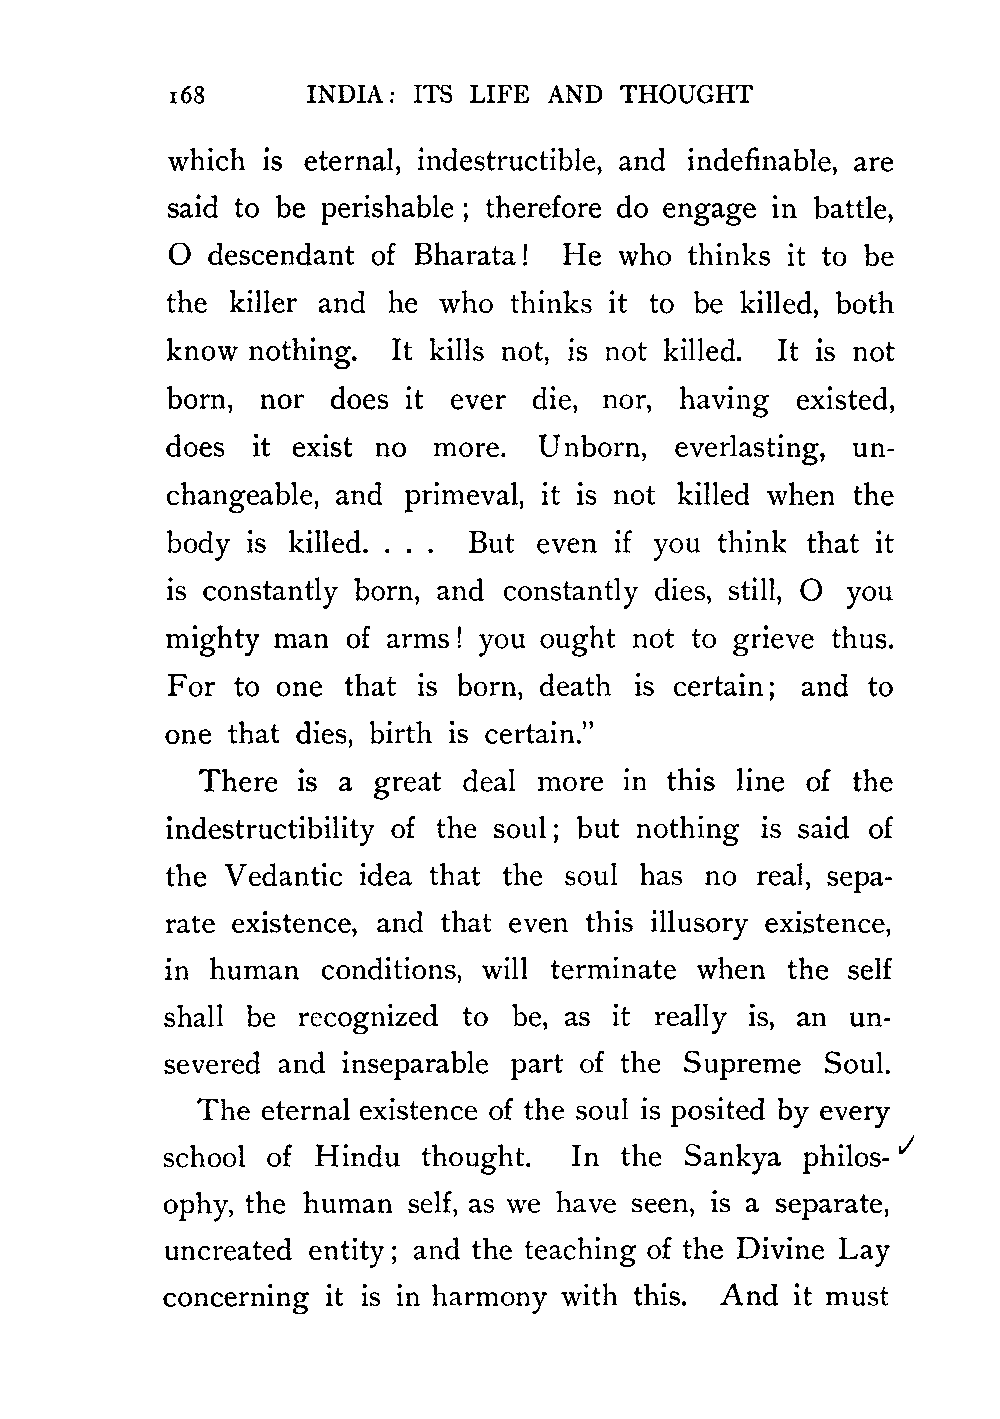 168 INDIA: ITS LIFE AND THOUGHT
which is eternal, indestructible, and indefinable, are
said to be perishable; therefore do engage in battle,
O descendant of Bharata! He who thinks it to be
the killer and he who thinks it to be killed, both
know nothing. It kills not, is not killed. It is not
born, nor does it ever die, nor, having existed,
does it exist no more. Unborn, everlasting, un-
changeable, and primeval, it is not killed when the
body is killed. . . . But even if you think that it
is constantly born, and constantly dies, still, O you
mighty man of arms! you ought not to grieve thus.
For to one that is born, death is certain; and to
one that dies, birth is certain."
There is a great deal more in this line of the
indestructibility of the soul; but nothing is said of
the Vedantic idea that the soul has no real, sepa-
rate existence, and that even this illusory existence,
in human conditions, will terminate when the self
shall be recognized to be, as it really is, an un-
severed and inseparable part of the Supreme Soul.
The eternal existence of the soul is posited by every
school of Hindu thought. In the Sankya philos-
ophy, the human self, as we have seen, is a separate,
uncreated entity; and the teaching of the Divine Lay
concerning it is in harmony with this. And it must